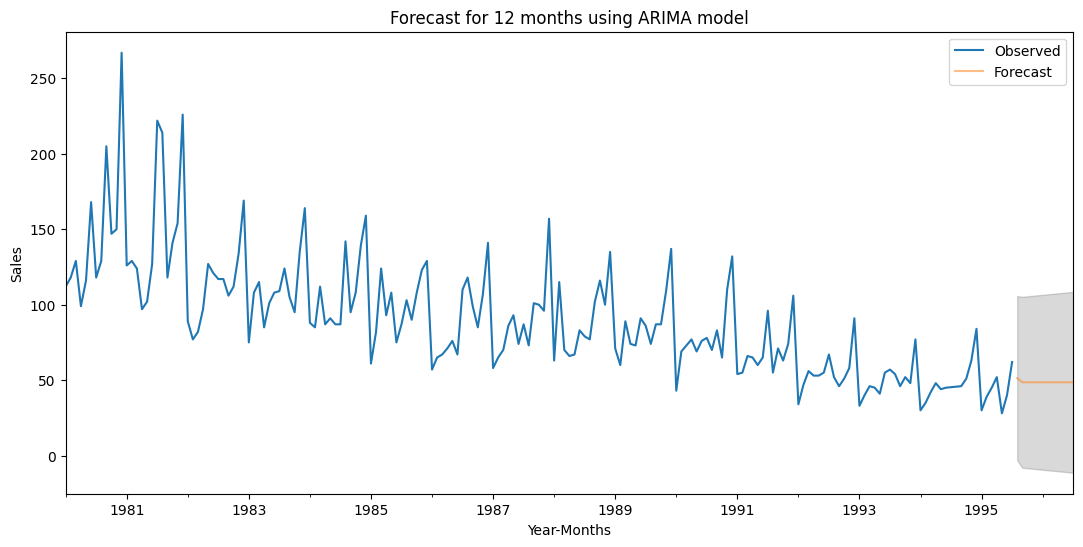 Forecast for 12 months using ARIMA model
Observed
Forecast
250
200
150
100
50
0
Sales
1981 1983 1985 1987 1989 1991 1993 1995
Year-Months